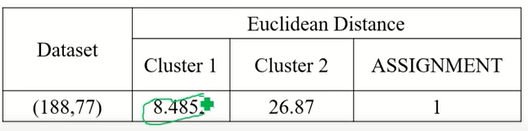 Dataset Euclidean Distance
Cluster 1 Cluster 2 ASSIGNMENT
(188,77) 8.485 26.87 1